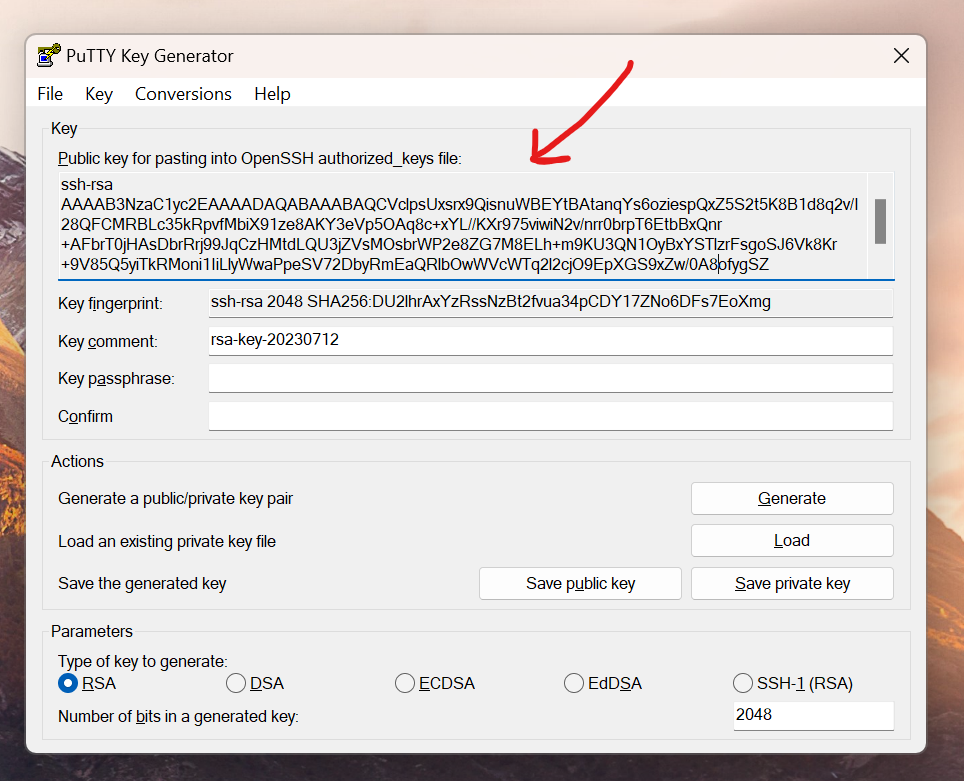 PuTTY Key Generator
File Key Conversions Help
Key
Public key for pasting into OpenSSH authorized_keys file:
ssh-rsa
AAAAB3NzaC1yc2EAAAADAQABAAABAQCVclpsUxsrx9QisnuWBEYtBAtanqYs6oziespQxZ5S2t5K8B1d8q2v/l
28QFCMRBLc35kRpvfMbiX91ze8AKY3eVp5OAq8c+xYL//KXr975viwiN2v/nrr0brpT6EtbBxQnr
+AFbrT0jHAsDbrRrj99JqCzHMtdLQU3jZVsMOsbrWP2e8ZG7M8ELh+m9KU3QN1OyBxYSTlzrFsgoSJ6Vk8Kr
+9V85Q5yiTkRMoni1IiLlyWwaPpeSV72DbyRmEaQRlbOwWVcWTq2l2cjO9EpXGS9xZw/0A8ofygSZ
Key fingerprint:
ssh-rsa 2048 SHA256:DU2lhrAxYzRssNzBt2fvua34pCDY17ZNo6DFs7EoXmg
Key comment:
rsa-key-20230712
Key passphrase:
Confirm
Actions
Generate a public/private key pair
Generate
Load an existing private key file
Load
Save the generated key
Save public key
Save private key
Parameters
Type of key to generate:
RSA DSA ECDSA EdDSA SSH-1 (RSA)
Number of bits in a generated key:
2048